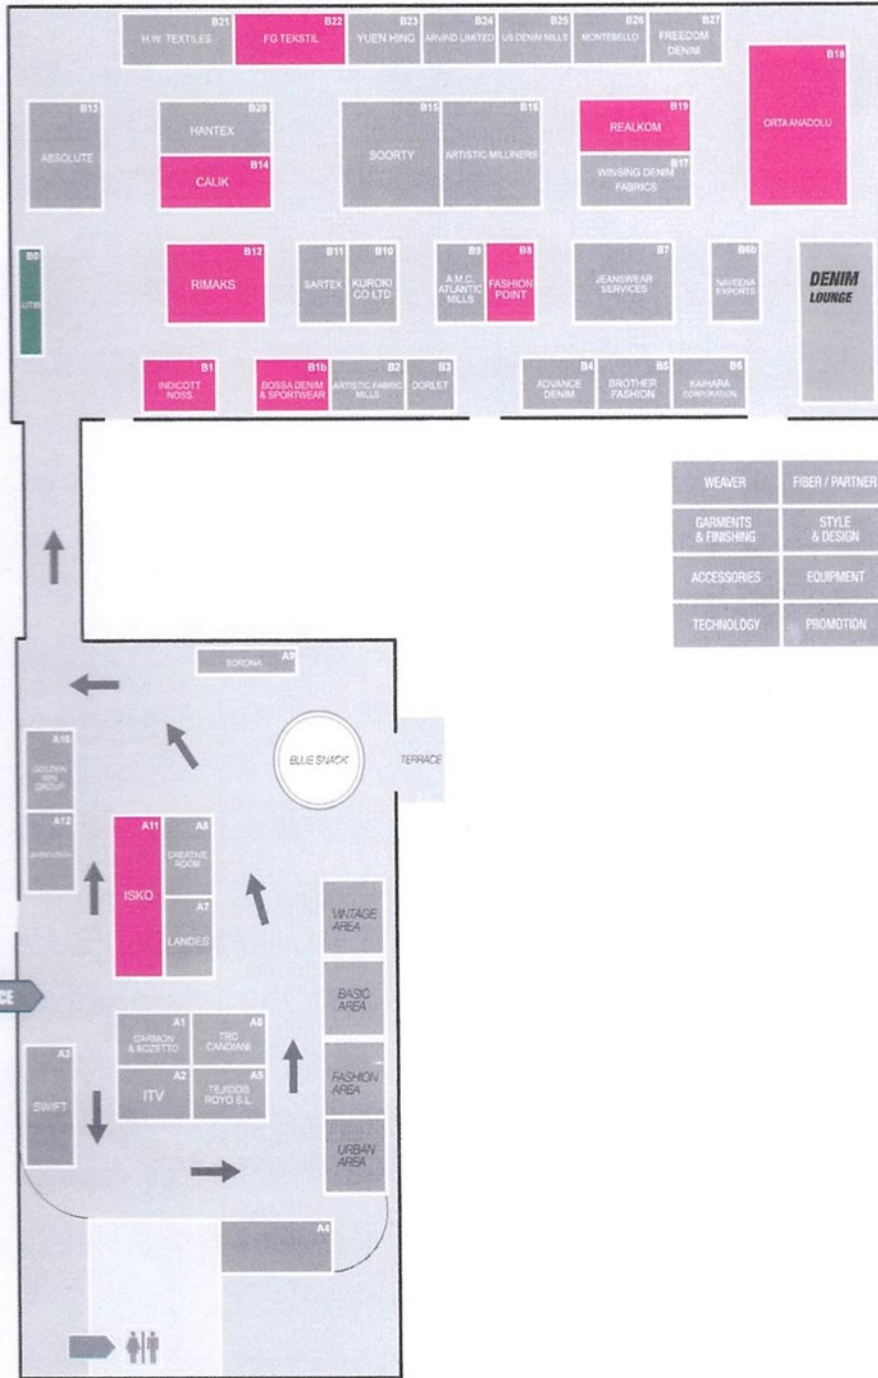 B21
H.W. TEXTILES
B22
FG TEKSTIL
B23
YUEN HING
B24
ARVIND LIMITED
B25
US DENIM MILLS
B26
MONTEBELLO
B27
FREEDOM
DENIM
B18
ORTA ANADOLU
B13
ABSOLUTE
B20
HANTEX
B14
CALIK
B15
SOORTY
B16
ARTISTIC MILLINERS
B19
REALKOM
B17
WINSING DENIM
FABRICS
B0
UTIB
B12
RIMAKS
B11
SARTEX
B10
KUROKI
CO LTD
B9
A.M.C.
ATLANTIC
MILLS
B8
FASHION
POINT
B7
JEANSWEAR
SERVICES
B6b
NAVEENA
EXPORTS
DENIM
LOUNGE
B1
INDICOTT
NOSS
B1b
BOSSA DENIM
& SPORTWEAR
B2
ARTISTIC FABRIC
MILLS
B3
DORLET
B4
ADVANCE
DENIM
B5
BROTHER
FASHION
B6
KAIHARA
CORPORATION
WEAVER
FIBER / PARTNER
GARMENTS
& FINISHING
STYLE
& DESIGN
ACCESSORIES
EQUIPMENT
TECHNOLOGY
PROMOTION
A9
SORONA
BLUE SNACK
TERRACE
A10
GOLDEN
GROUP
A12
A11
ISKO
A8
CREATIVE
ROOM
A7
LANDES
VINTAGE
AREA
BASIC
AREA
CE
A1
GARMON
& BOZETTO
A6
TRC
CANDIANI
A2
ITV
A5
TEJIDOS
ROYO S.L.
A3
SWIFT
FASHION
AREA
URBAN
AREA
A4